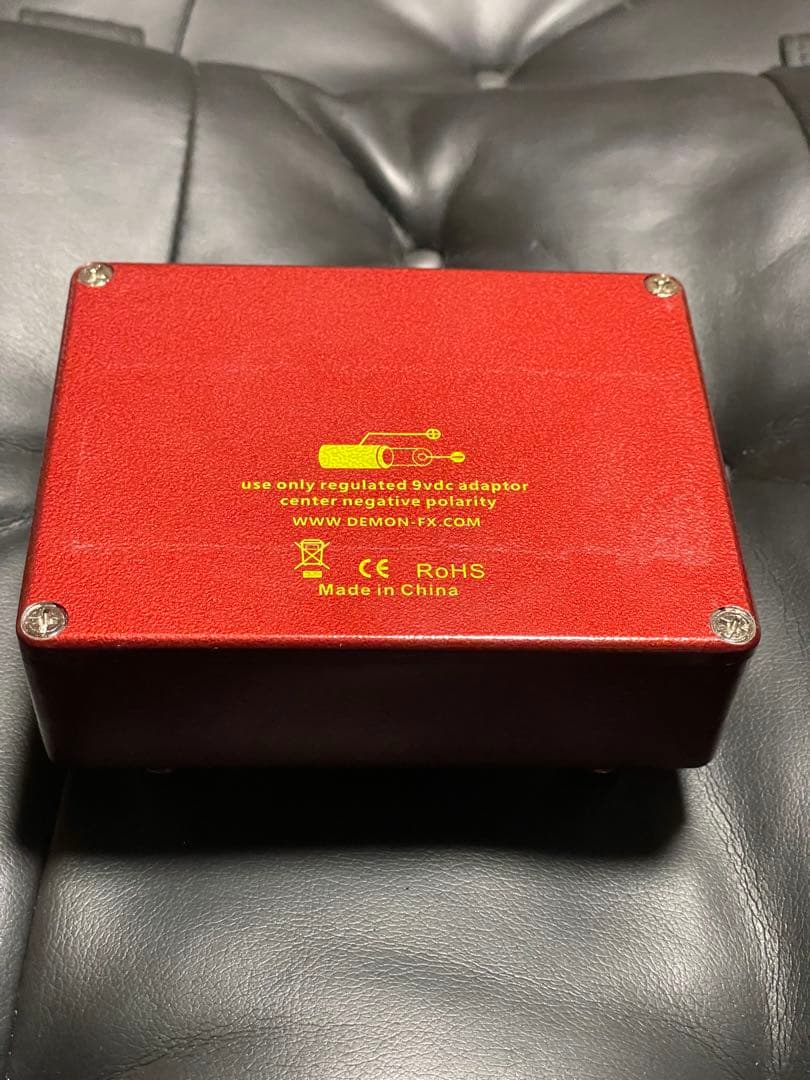 use only regulated 9vdc adaptor
center negative polarity
WWW DEMON-FX.COM
CE RoHS
Made in China